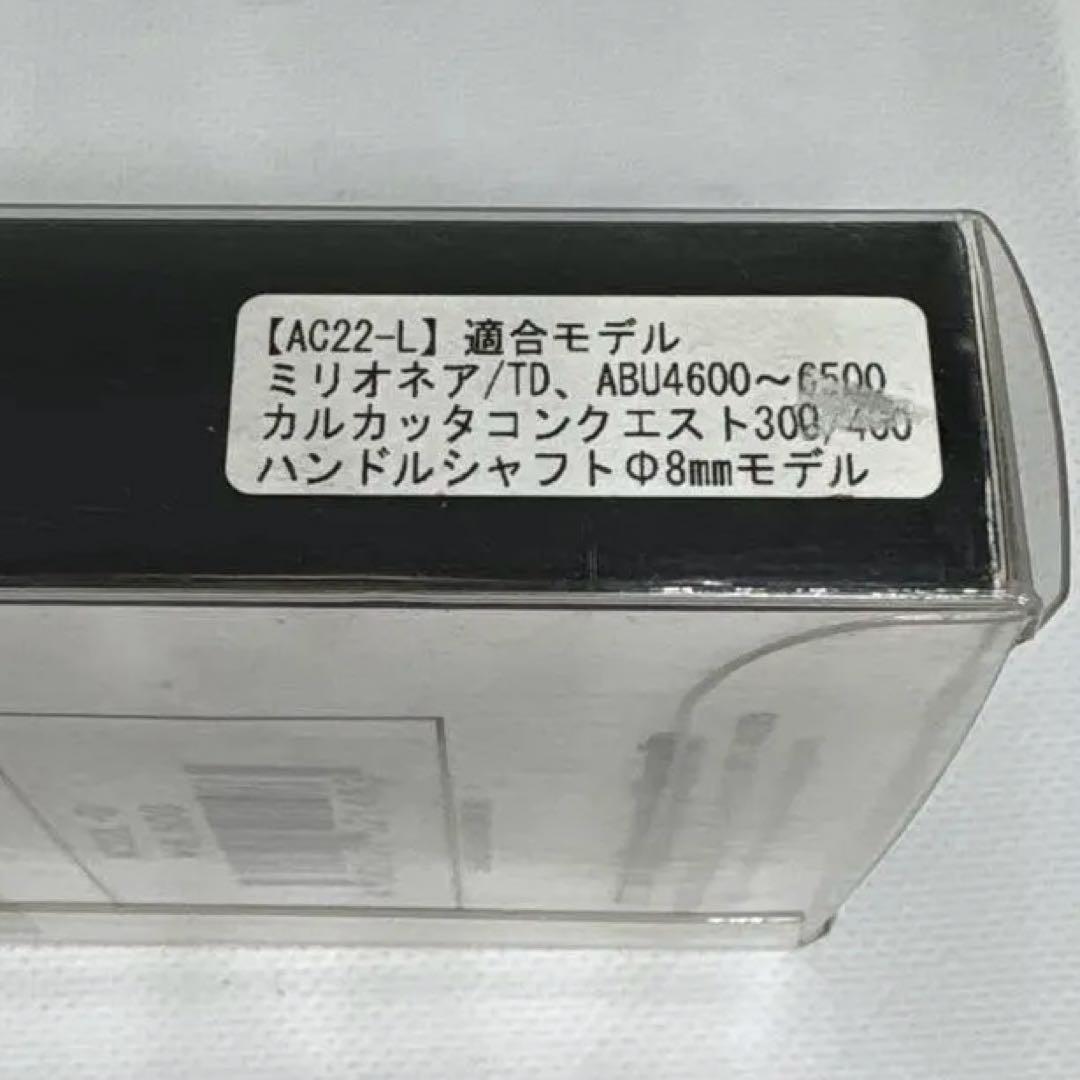 【AC22-L】適合モデル
ミリオネア/TD、ABU4600～6500
カルカッタコンクエスト300/400
ハンドルシャフトΦ8mmモデル